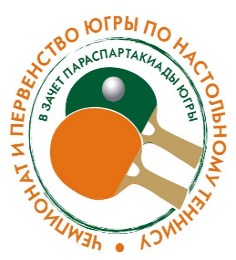 ЧЕМПИОНАТ И ПЕРВЕНСТВО ЮГРЫ ПО НАСТОЛЬНОМУ ТЕННИСУ
В ЗАЧЕТ ПАРАСПАРТАКИАДЫ ЮГРЫ